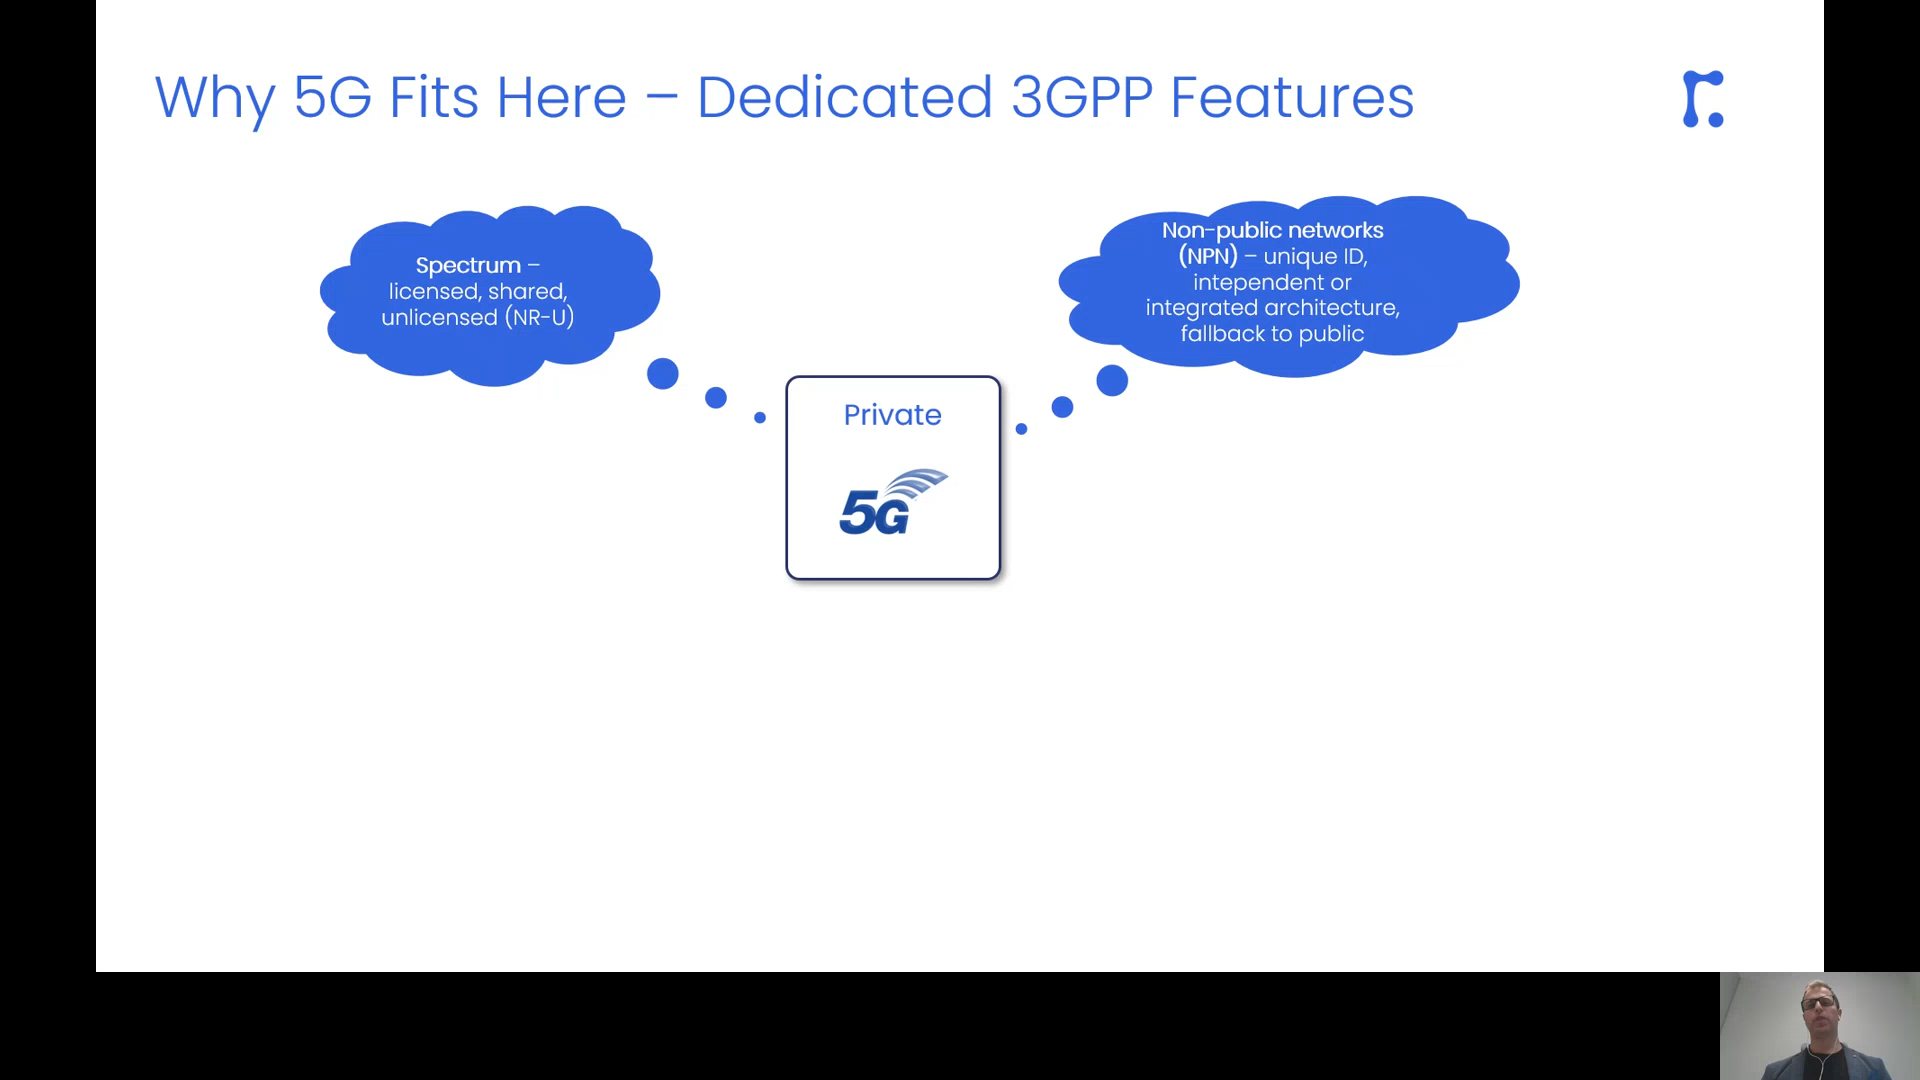 Why 5G Fits Here – Dedicated 3GPP Features
r.
Spectrum –
licensed, shared,
unlicensed (NR-U)
Non-public networks
(NPN) – unique ID,
intependent or
integrated architecture,
fallback to public
Private
5G